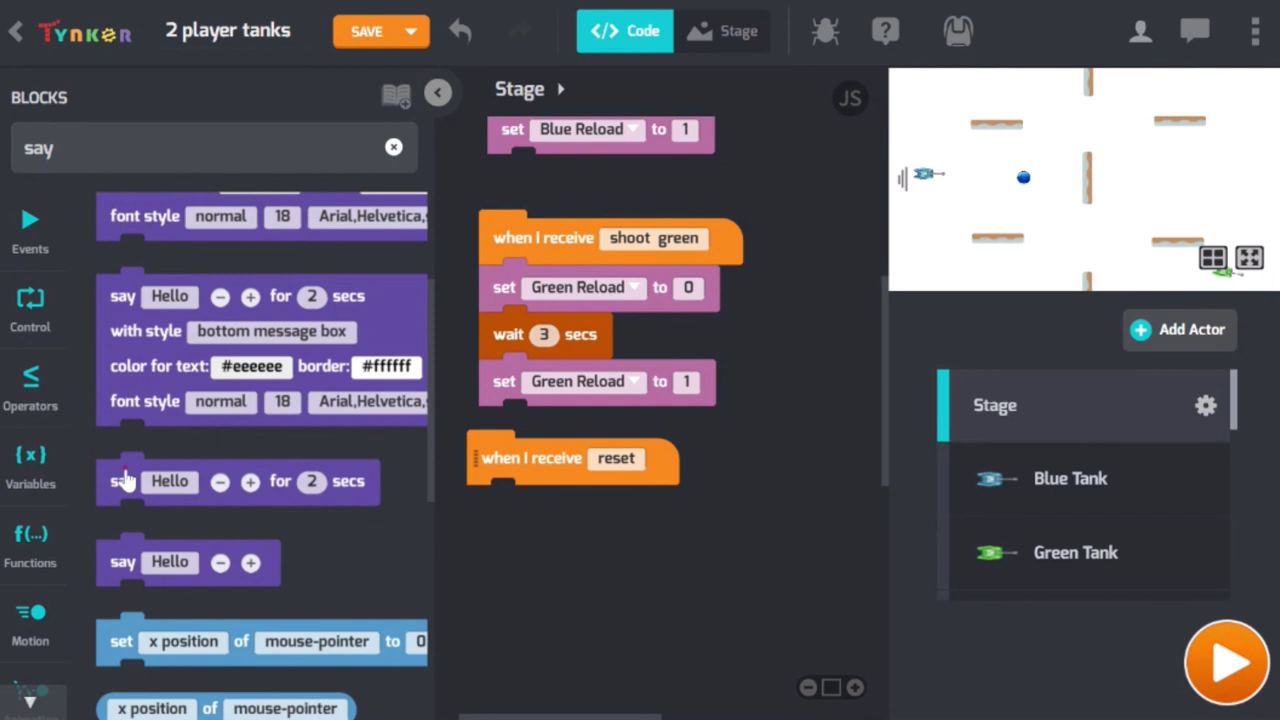 TYNKER
2 player tanks
SAVE
</> Code
Stage
BLOCKS
say
Events
Control
Operators
{x}
Variables
f(...)
Functions
Motion
font style normal 18 Arial,Helvetica,
say Hello for 2 secs
with style bottom message box
color for text: #eeeeee border: #ffffff
font style normal 18 Arial,Helvetica,
say Hello for 2 secs
say Hello
set x position of mouse-pointer to 0
x position of mouse-pointer
Stage
JS
set Blue Reload to 1
when I receive shoot green
set Green Reload to 0
wait 3 secs
set Green Reload to 1
when I receive reset
Add Actor
Stage
Blue Tank
Green Tank